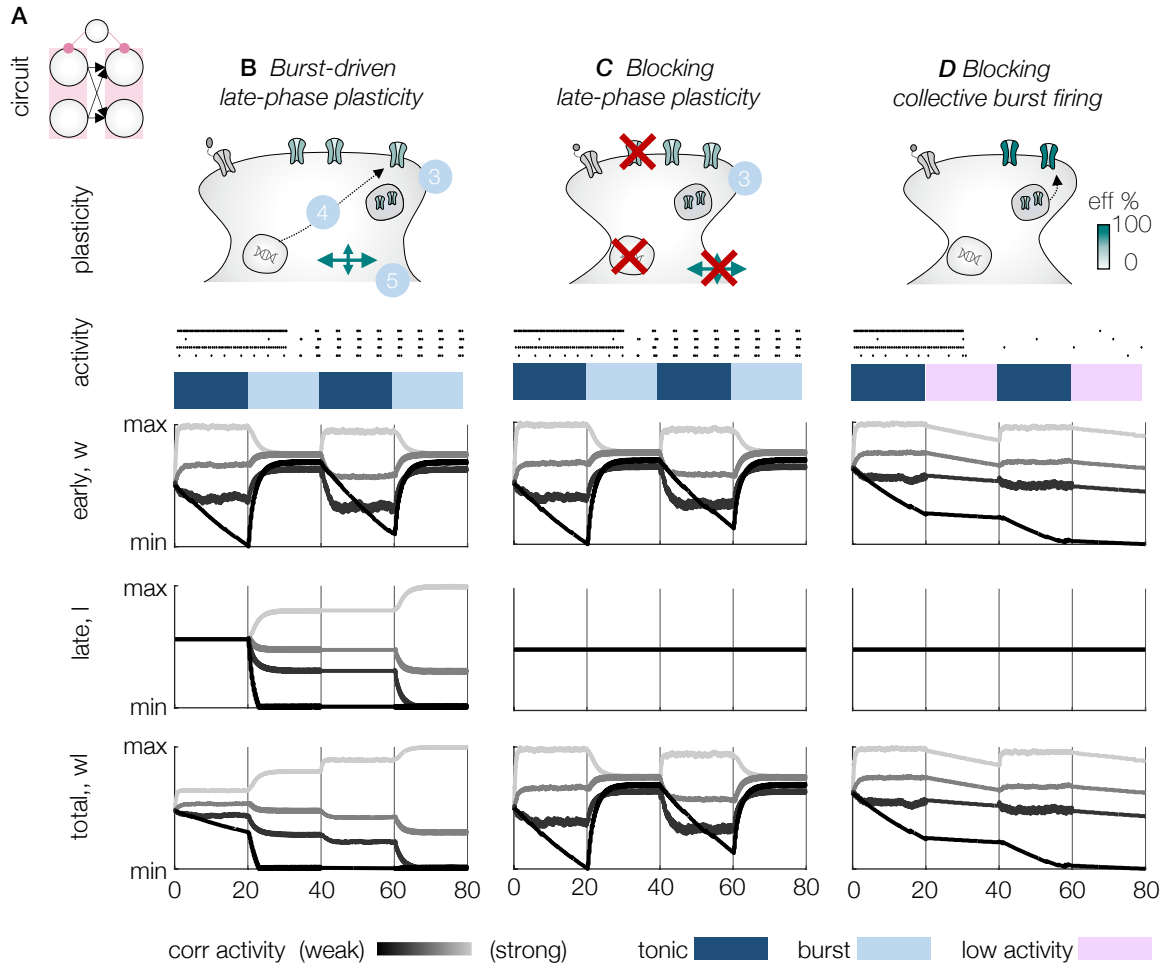 A
circuit
B Burst-driven
late-phase plasticity
C Blocking
late-phase plasticity
D Blocking
collective burst firing
plasticity
3
4
5
3
eff %
100
0
activity
early, w
max
min
late, l
max
min
total,, wl
max
min
0 20 40 60 80
0 20 40 60 80
0 20 40 60 80
corr activity (weak) (strong) tonic burst low activity